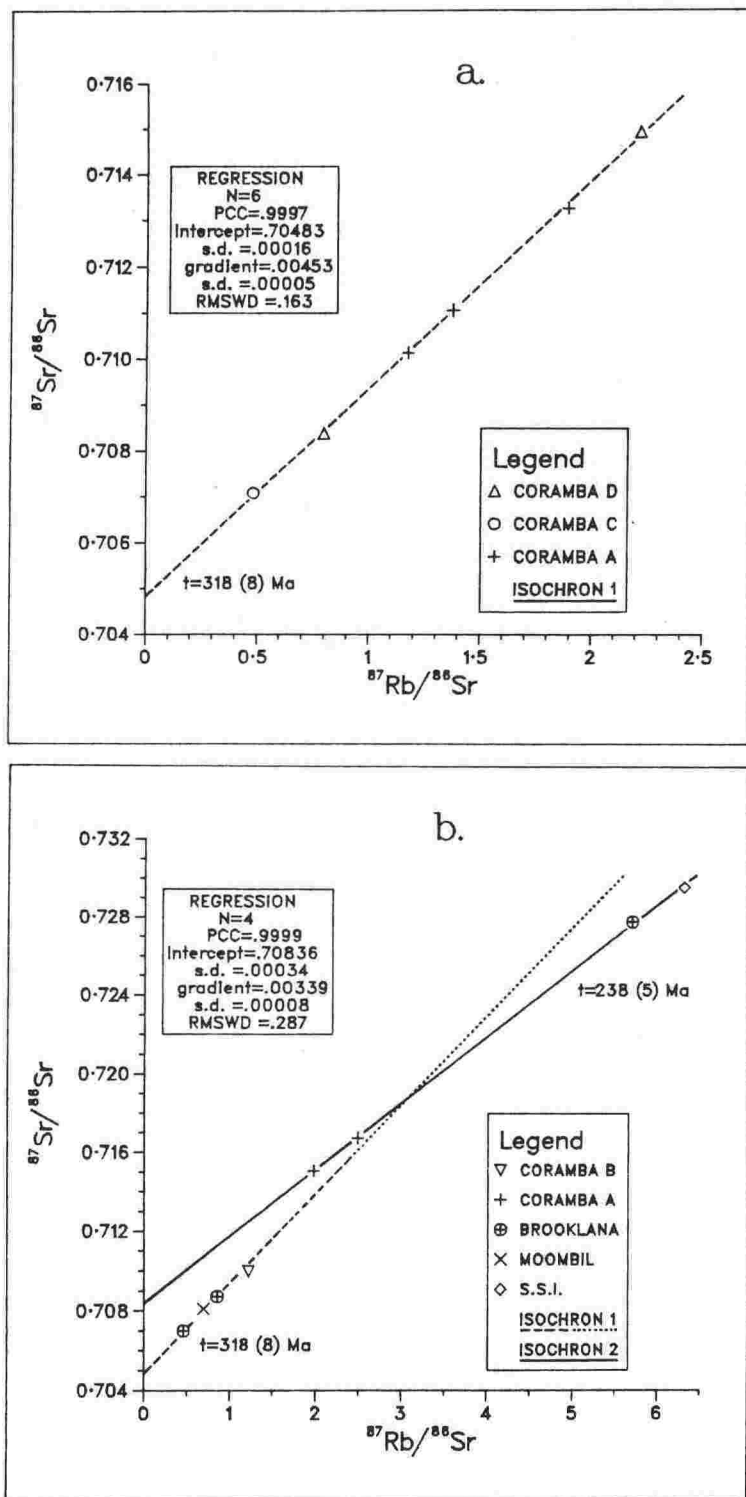 a.
0·716
0·714
0·712
0·710
0·708
0·706
0·704
⁸⁷Sr/⁸⁶Sr
REGRESSION
N=6
PCC=.9997
Intercept=.70483
s.d. =.00016
gradient=.00453
s.d. =.00005
RMSWD =.163
Legend
△ CORAMBA D
○ CORAMBA C
+ CORAMBA A
ISOCHRON 1
t=318 (8) Ma
0 0·5 1 1·5 2 2·5
⁸⁷Rb/⁸⁶Sr
b.
0·732
0·728
0·724
0·720
0·716
0·712
0·708
0·704
⁸⁷Sr/⁸⁶Sr
REGRESSION
N=4
PCC=.9999
Intercept=.70836
s.d. =.00034
gradient=.00339
s.d. =.00008
RMSWD =.287
t=238 (5) Ma
Legend
▽ CORAMBA B
+ CORAMBA A
⊕ BROOKLANA
× MOOMBIL
◇ S.S.I.
ISOCHRON 1
ISOCHRON 2
t=318 (8) Ma
0 1 2 3 4 5 6
⁸⁷Rb/⁸⁶Sr